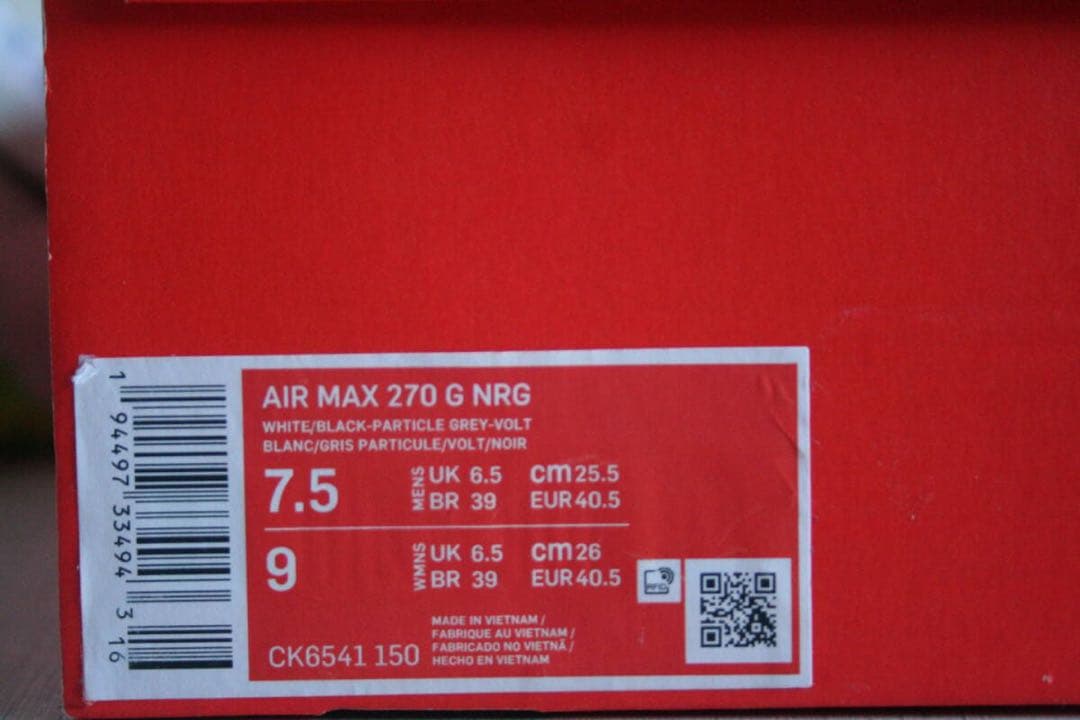 1 94497 33494 3 16
AIR MAX 270 G NRG
WHITE/BLACK-PARTICLE GREY-VOLT
BLANC/GRIS PARTICULE/VOLT/NOIR
7.5 MENS UK 6.5 cm 25.5
BR 39 EUR 40.5
9 WMNS UK 6.5 cm 26
BR 39 EUR 40.5
RFID
CK6541 150
MADE IN VIETNAM /
FABRIQUE AU VIETNAM /
FABRICADO NO VIETNÃ /
HECHO EN VIETNAM